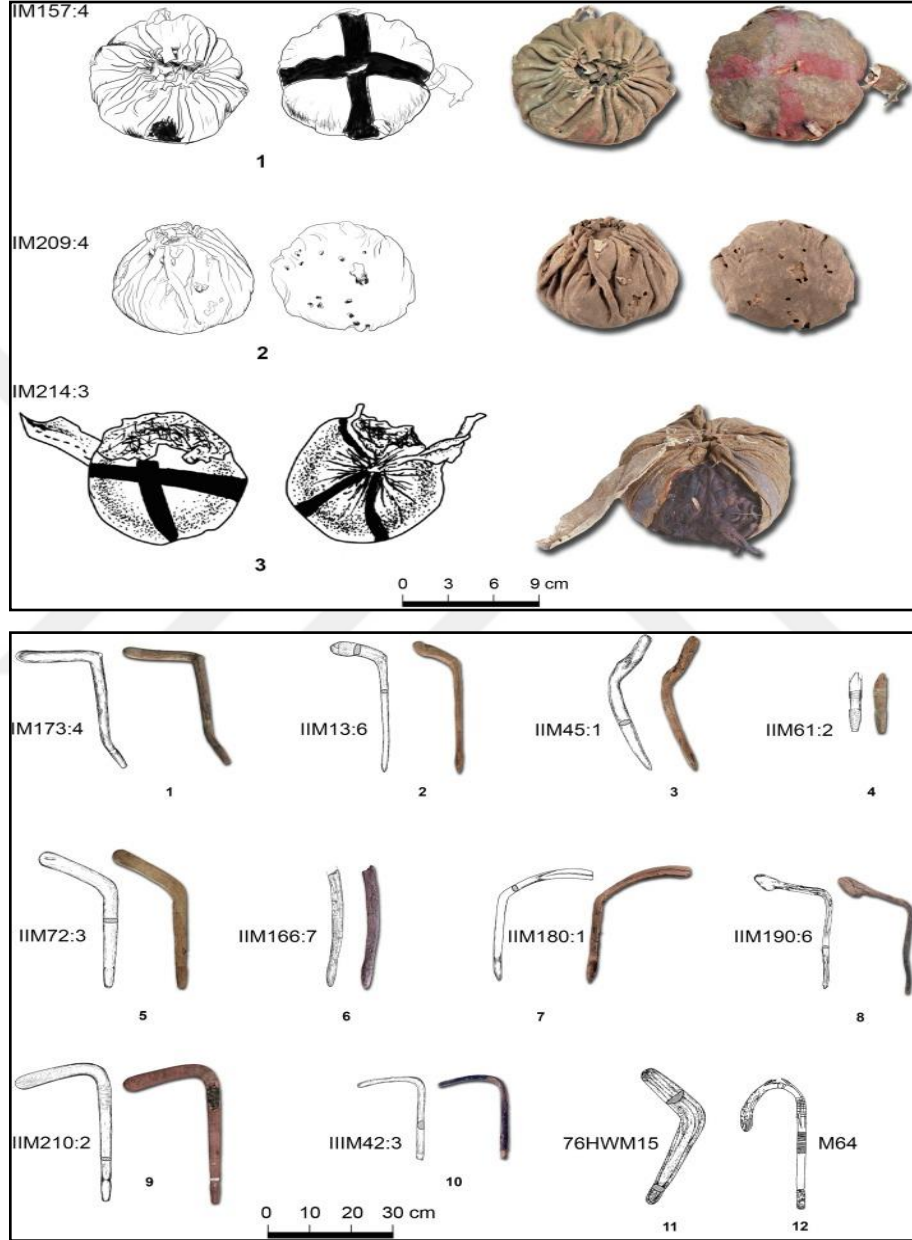 IM157:4
1
IM209:4
2
IM214:3
3
0 3 6 9 cm
IM173:4
IIM13:6
IIM45:1
IIM61:2
1 2 3 4
IIM72:3
IIM166:7
IIM180:1
IIM190:6
5 6 7 8
IIM210:2
IIIM42:3
76HWM15
M64
9 10 11 12
0 10 20 30 cm